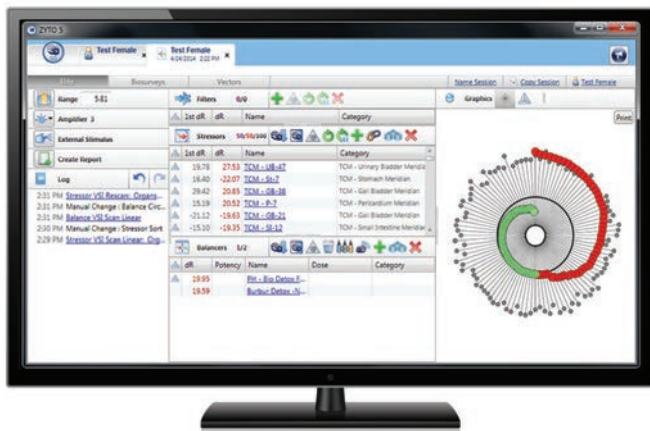 ZYTO 5
Test Female
Test Female
4/24/2014 2:02 PM
Elite
Biosurveys
Vectors
Name Session
Copy Session
Test Female
Range 5.81
Filters 0/0
Graphics
Print
Amplifier 3
1st dR dR Name Category
External Stimulus
Stressors 50/50/100
Create Report
1st dR dR Name Category
Log
19.78 27.53 TCM - UB-47 TCM - Urinary Bladder Meridia
16.40 -22.07 TCM - St-7 TCM - Stomach Meridian
29.42 20.85 TCM - GB-38 TCM - Gall Bladder Meridian
15.19 20.52 TCM - P-7 TCM - Pericardium Meridian
-21.12 -19.63 TCM - GB-21 TCM - Gall Bladder Meridian
-15.10 -19.35 TCM - SI-12 TCM - Small Intestine Meridian
2:31 PM Stressor VSI Rescan: Organs...
2:31 PM Manual Change : Balance Circ...
2:31 PM Balance VSI Scan Linear
2:30 PM Manual Change : Stressor Sort
2:29 PM Stressor VSI Scan Linear: Org...
Balancers 1/2
dR Potency Name Dose Category
19.95 PH - Bio Detox F...
19.59 Burbur Detox -N...